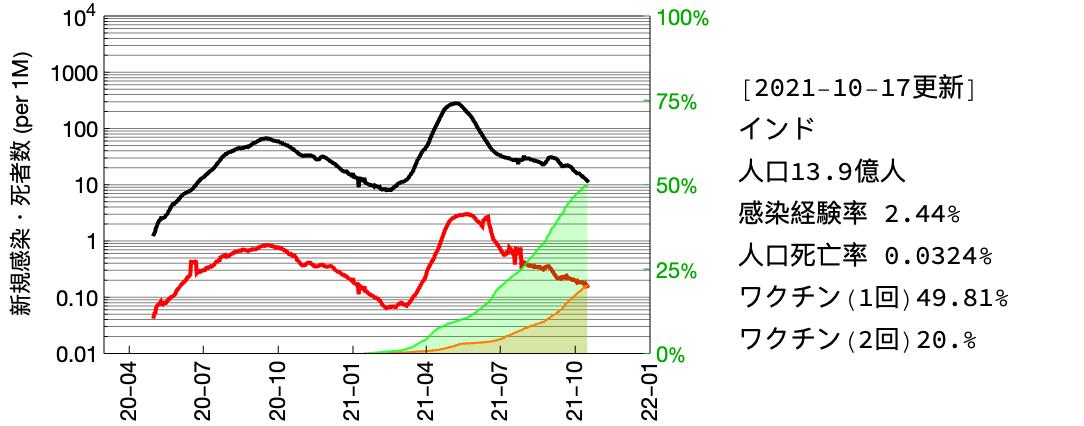 新規感染・死者数 (per 1M)
10^4
1000
100
10
1
0.10
0.01
100%
75%
50%
25%
0%
20-04
20-07
20-10
21-01
21-04
21-07
21-10
22-01
[2021-10-17更新]
インド
人口13.9億人
感染経験率 2.44%
人口死亡率 0.0324%
ワクチン(1回)49.81%
ワクチン(2回)20.%